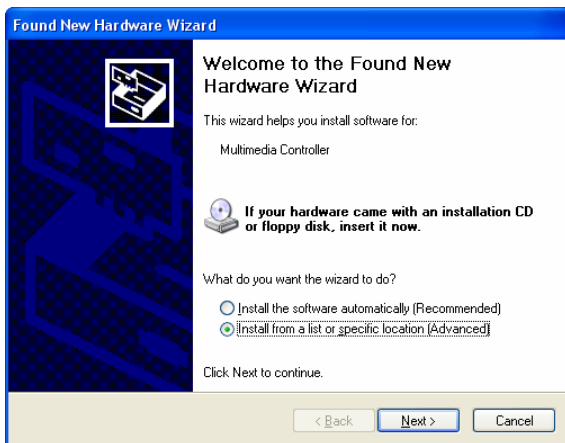 Found New Hardware Wizard
Welcome to the Found New
Hardware Wizard
This wizard helps you install software for:
Multimedia Controller
If your hardware came with an installation CD
or floppy disk, insert it now.
What do you want the wizard to do?
Install the software automatically (Recommended)
Install from a list or specific location (Advanced)
Click Next to continue.
< Back Next > Cancel